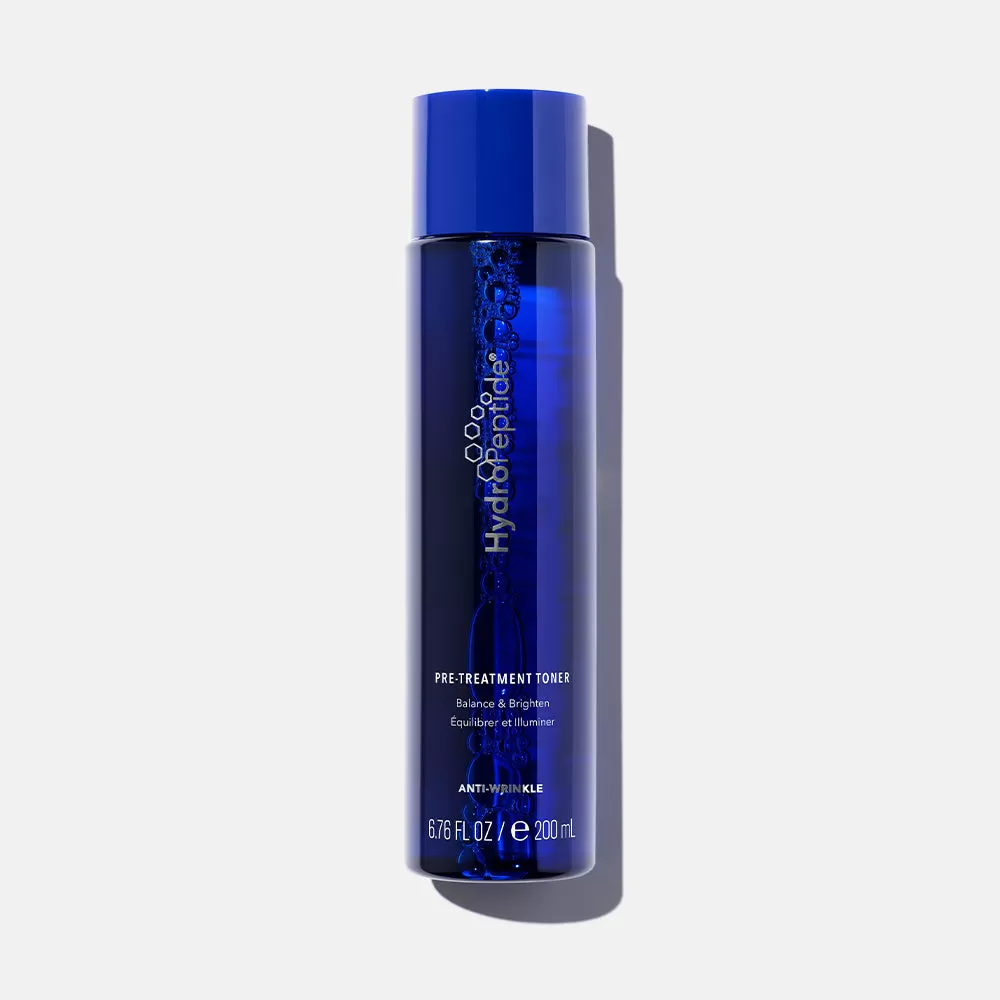 HydroPeptide®
PRE-TREATMENT TONER
Balance & Brighten
Équilibrer et Illuminer
ANTI-WRINKLE
6.76 FL OZ / ℮ 200 mL